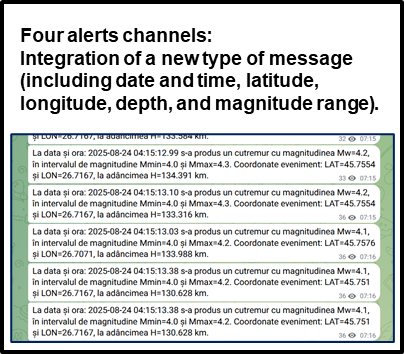 Four alerts channels:
Integration of a new type of message
(including date and time, latitude,
longitude, depth, and magnitude range).
și LON=26.7167, la adâncimea H=133.584 km.
32 07:15
La data și ora: 2025-08-24 04:15:12.99 s-a produs un cutremur cu magnitudinea Mw=4.2,
în intervalul de magnitudine Mmin=4.0 și Mmax=4.3. Coordonate eveniment: LAT=45.7554
și LON=26.7167, la adâncimea H=134.391 km.
33 07:15
La data și ora: 2025-08-24 04:15:13.10 s-a produs un cutremur cu magnitudinea Mw=4.2,
în intervalul de magnitudine Mmin=4.0 și Mmax=4.3. Coordonate eveniment: LAT=45.7554
și LON=26.7167, la adâncimea H=133.316 km.
36 07:15
La data și ora: 2025-08-24 04:15:13.03 s-a produs un cutremur cu magnitudinea Mw=4.1,
în intervalul de magnitudine Mmin=4.0 și Mmax=4.2. Coordonate eveniment: LAT=45.7576
și LON=26.7071, la adâncimea H=133.988 km.
36 07:16
La data și ora: 2025-08-24 04:15:13.38 s-a produs un cutremur cu magnitudinea Mw=4.1,
în intervalul de magnitudine Mmin=4.0 și Mmax=4.2. Coordonate eveniment: LAT=45.751
și LON=26.7167, la adâncimea H=130.628 km.
36 07:16
La data și ora: 2025-08-24 04:15:13.38 s-a produs un cutremur cu magnitudinea Mw=4.1,
în intervalul de magnitudine Mmin=4.0 și Mmax=4.2. Coordonate eveniment: LAT=45.751
și LON=26.7167, la adâncimea H=130.628 km.
36 07:16